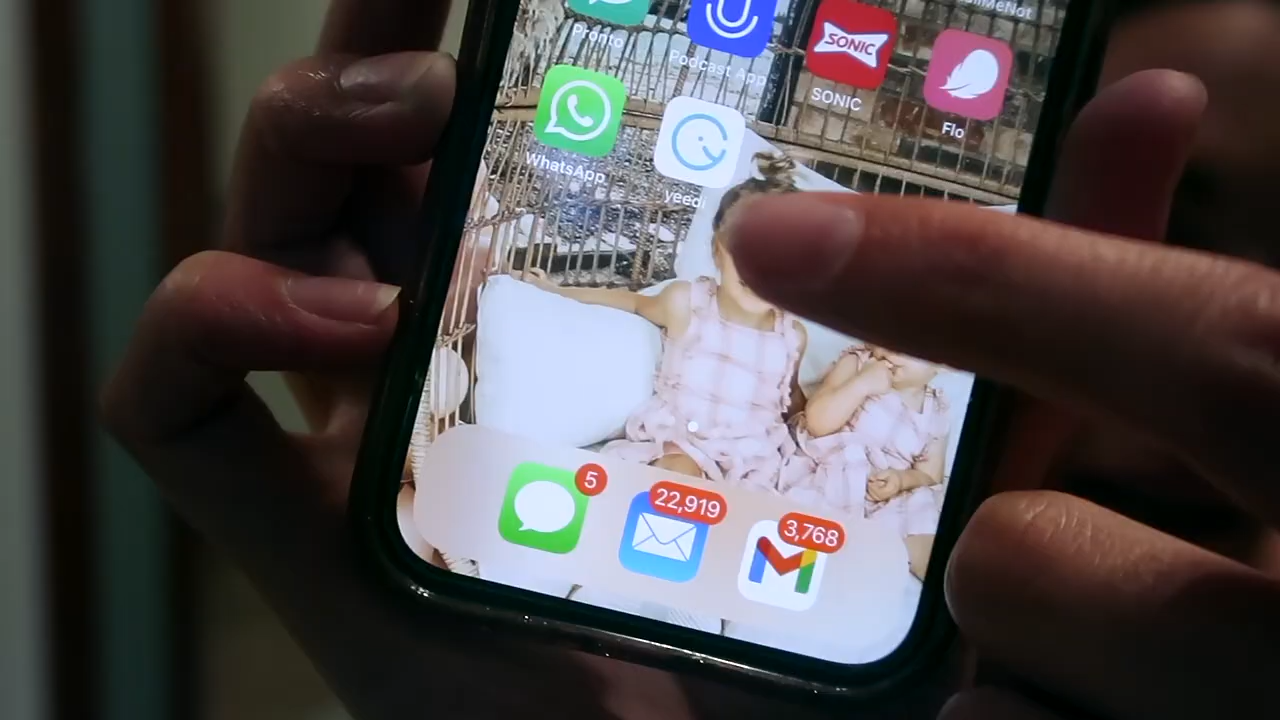 Pronto
Podcast App
SONIC
SONIC
Flo
WhatsApp
yeedi
5
22,919
3,768